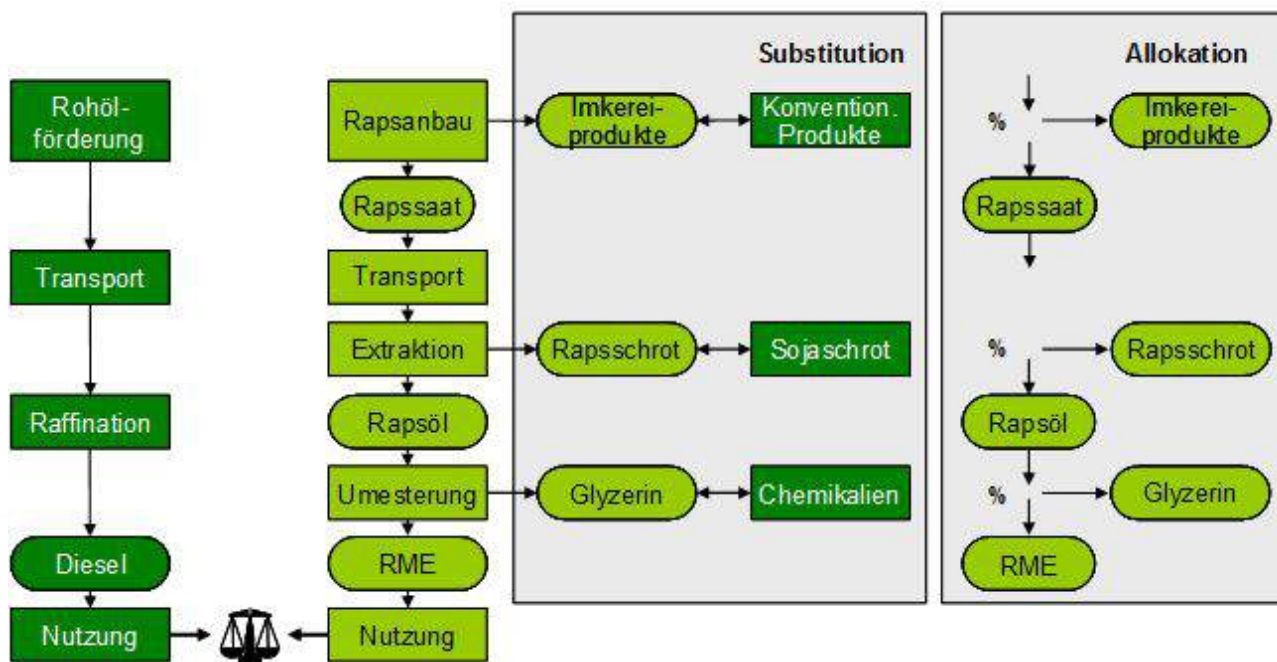 Substitution
Allokation
Rohöl-
förderung
Rapsanbau
Imkerei-
produkte
Konvention.
Produkte
%
Imkerei-
produkte
Rapssaat
Rapssaat
Transport
Transport
Extraktion
Rapsschrot
Sojaschrot
%
Rapsschrot
Raffination
Rapsöl
Rapsöl
Umesterung
Glyzerin
Chemikalien
%
Glyzerin
Diesel
RME
RME
Nutzung
Nutzung